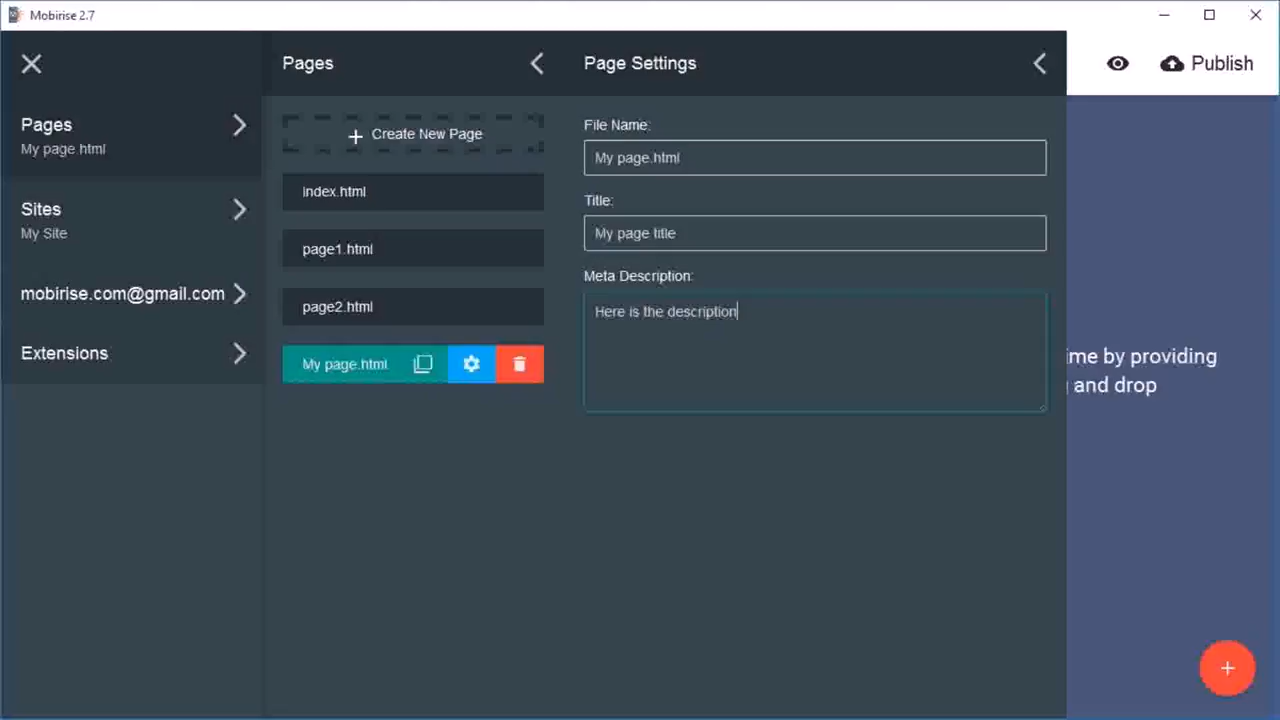 Mobirise 2.7
Pages
My page.html
Sites
My Site
mobirise.com@gmail.com
Extensions
Pages
+ Create New Page
index.html
page1.html
page2.html
My page.html
Page Settings
File Name:
My page.html
Title:
My page title
Meta Description:
Here is the description
Publish
ime by providing
and drop